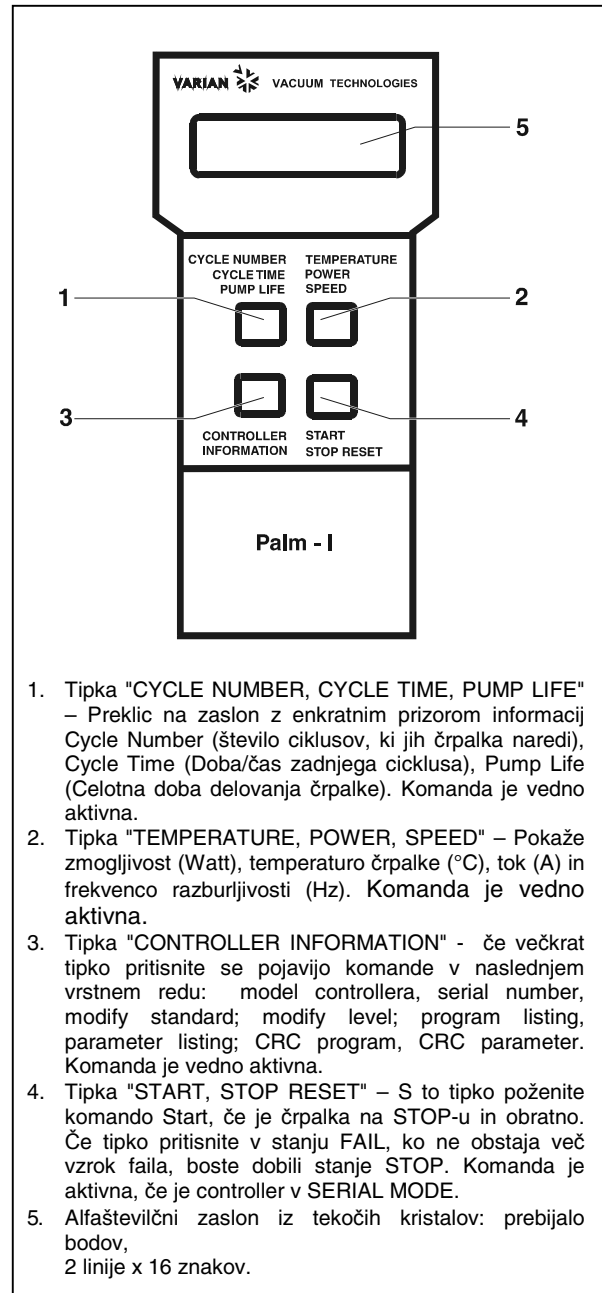 VARIAN VACUUM TECHNOLOGIES
5
CYCLE NUMBER
CYCLE TIME
PUMP LIFE
TEMPERATURE
POWER
SPEED
1
2
3
4
CONTROLLER
INFORMATION
START
STOP RESET
Palm - I
1. Tipka "CYCLE NUMBER, CYCLE TIME, PUMP LIFE"
– Preklic na zaslon z enkratnim prizorom informacij
Cycle Number (število ciklusov, ki jih črpalka naredi),
Cycle Time (Doba/čas zadnjega cicklusa), Pump Life
(Celotna doba delovanja črpalke). Komanda je vedno
aktivna.
2. Tipka "TEMPERATURE, POWER, SPEED" – Pokaže
zmogljivost (Watt), temperaturo črpalke (°C), tok (A) in
frekvenco razburljivosti (Hz). Komanda je vedno
aktivna.
3. Tipka "CONTROLLER INFORMATION" - če večkrat
tipko pritisnite se pojavijo komande v naslednjem
vrstnem redu: model controllera, serial number,
modify standard; modify level; program listing,
parameter listing; CRC program, CRC parameter.
Komanda je vedno aktivna.
4. Tipka "START, STOP RESET" – S to tipko poženite
komando Start, če je črpalka na STOP-u in obratno.
Če tipko pritisnite v stanju FAIL, ko ne obstaja več
vzrok faila, boste dobili stanje STOP. Komanda je
aktivna, če je controller v SERIAL MODE.
5. Alfaštevilčni zaslon iz tekočih kristalov: prebijalo
bodov,
2 linije x 16 znakov.